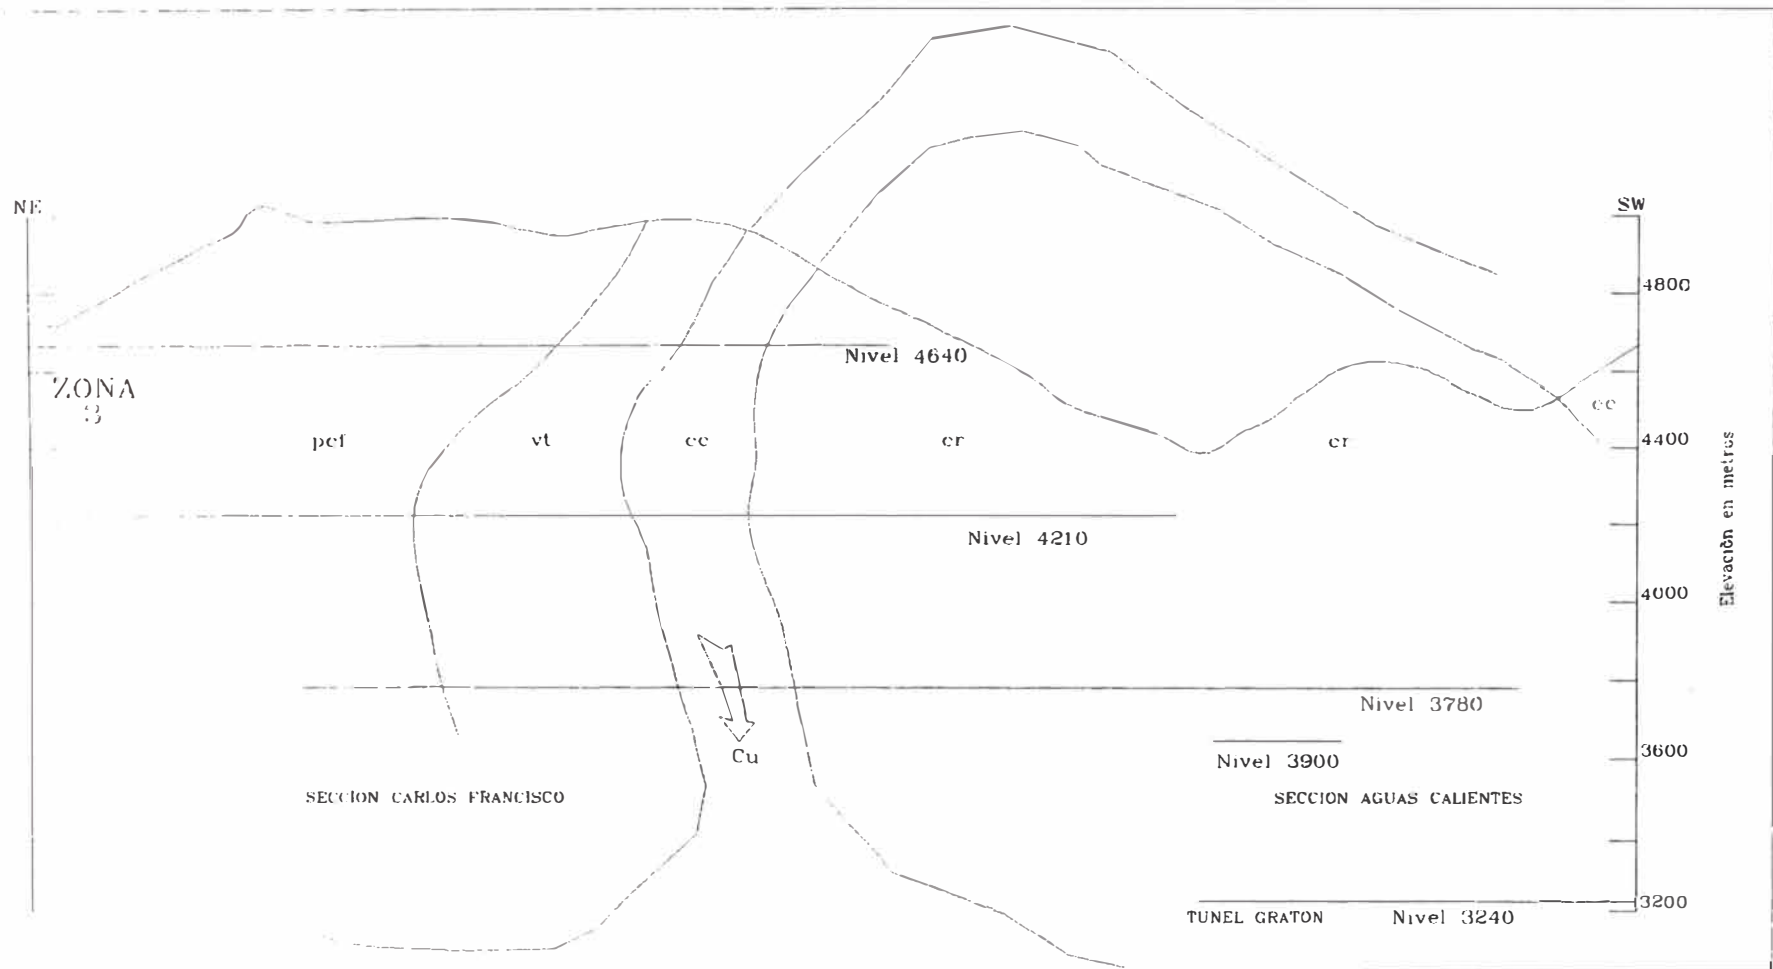 NE
SW
4800
Nivel 4640
ZONA
3
cc
pcf
vt
cc
cr
cr
4400
Elevación en metros
Nivel 4210
4000
Nivel 3780
Cu
Nivel 3900
3600
SECCION CARLOS FRANCISCO
SECCION AGUAS CALIENTES
3200
TUNEL GRATON
Nivel 3240